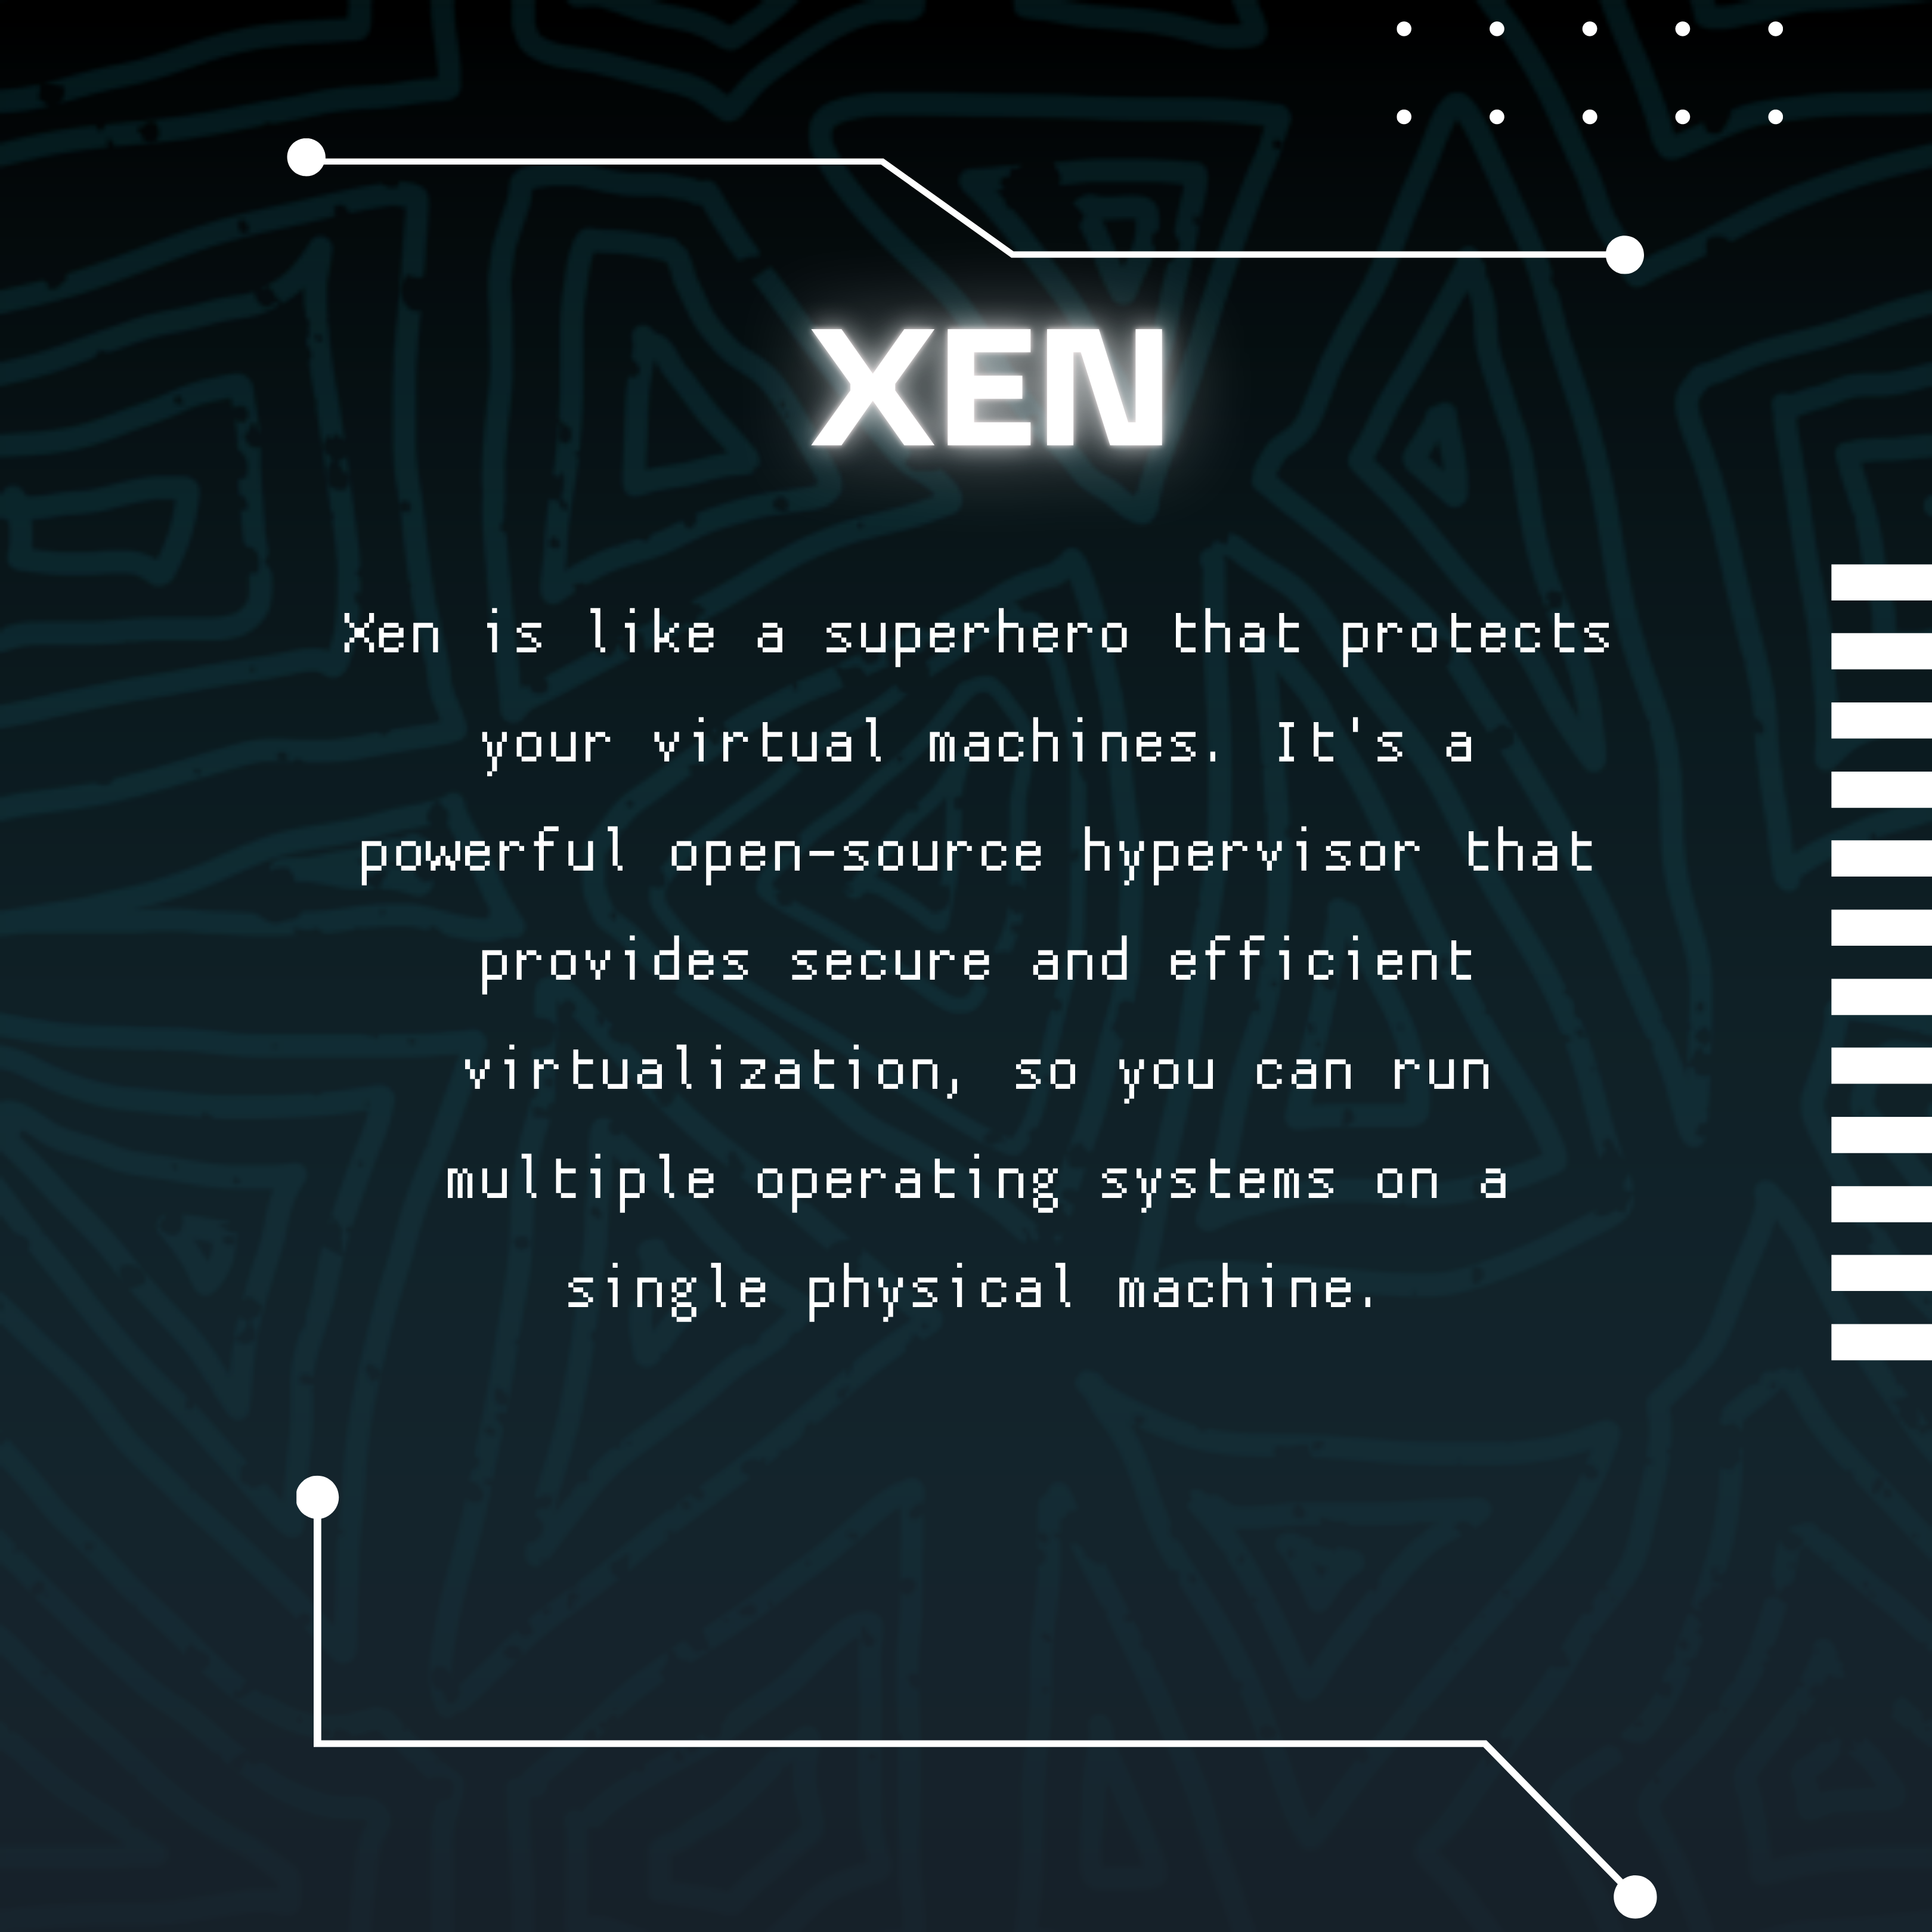 XEN
Xen is like a superhero that protects
your virtual machines. It's a
powerful open-source hypervisor that
provides secure and efficient
virtualization, so you can run
multiple operating systems on a
single physical machine.